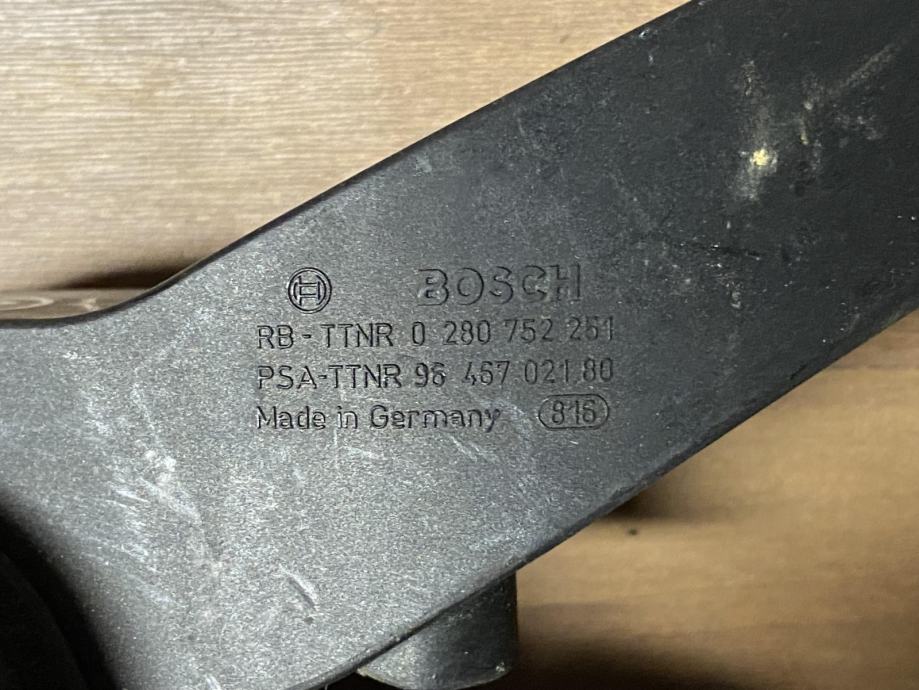 BOSCH
RB-TTNR 0 280 752 251
PSA-TTNR 96 467 021.80
Made in Germany 816